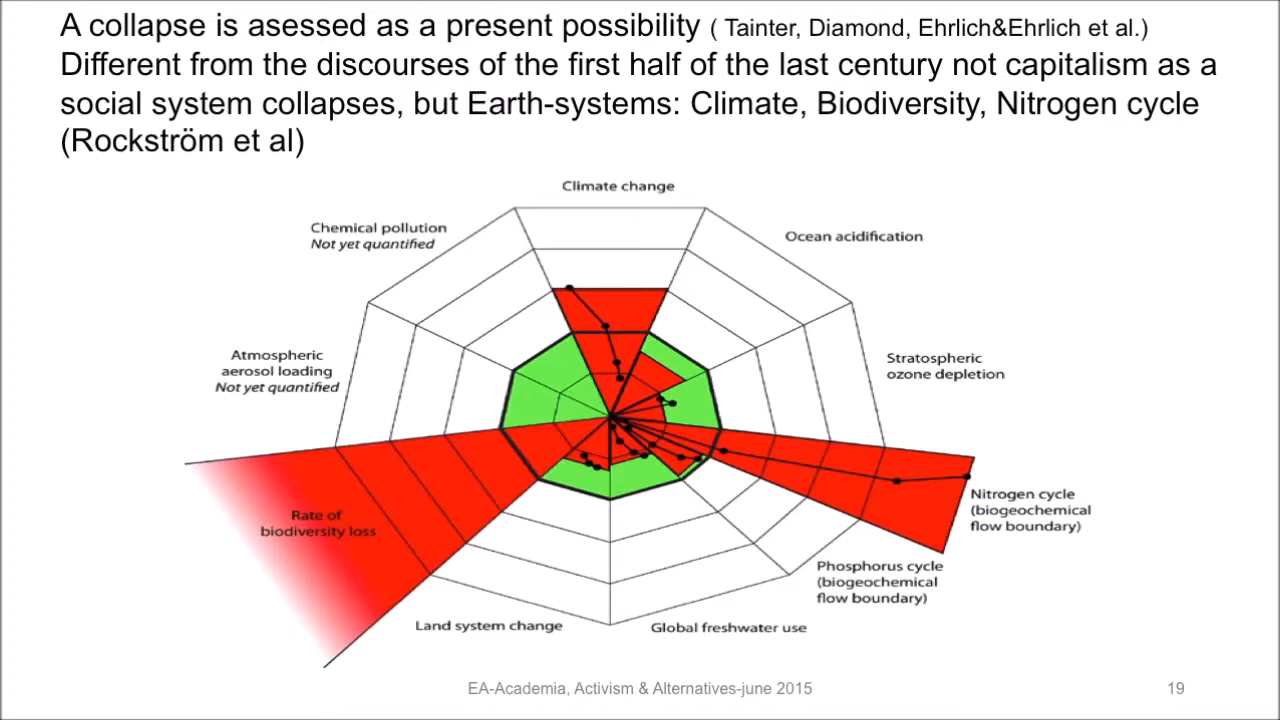 A collapse is asessed as a present possibility ( Tainter, Diamond, Ehrlich&Ehrlich et al.)
Different from the discourses of the first half of the last century not capitalism as a
social system collapses, but Earth-systems: Climate, Biodiversity, Nitrogen cycle
(Rockström et al)
Climate change
Chemical pollution
Not yet quantified
Ocean acidification
Atmospheric
aerosol loading
Not yet quantified
Stratospheric
ozone depletion
Rate of
biodiversity loss
Nitrogen cycle
(biogeochemical
flow boundary)
Phosphorus cycle
(biogeochemical
flow boundary)
Land system change
Global freshwater use
EA-Academia, Activism & Alternatives-june 2015
19